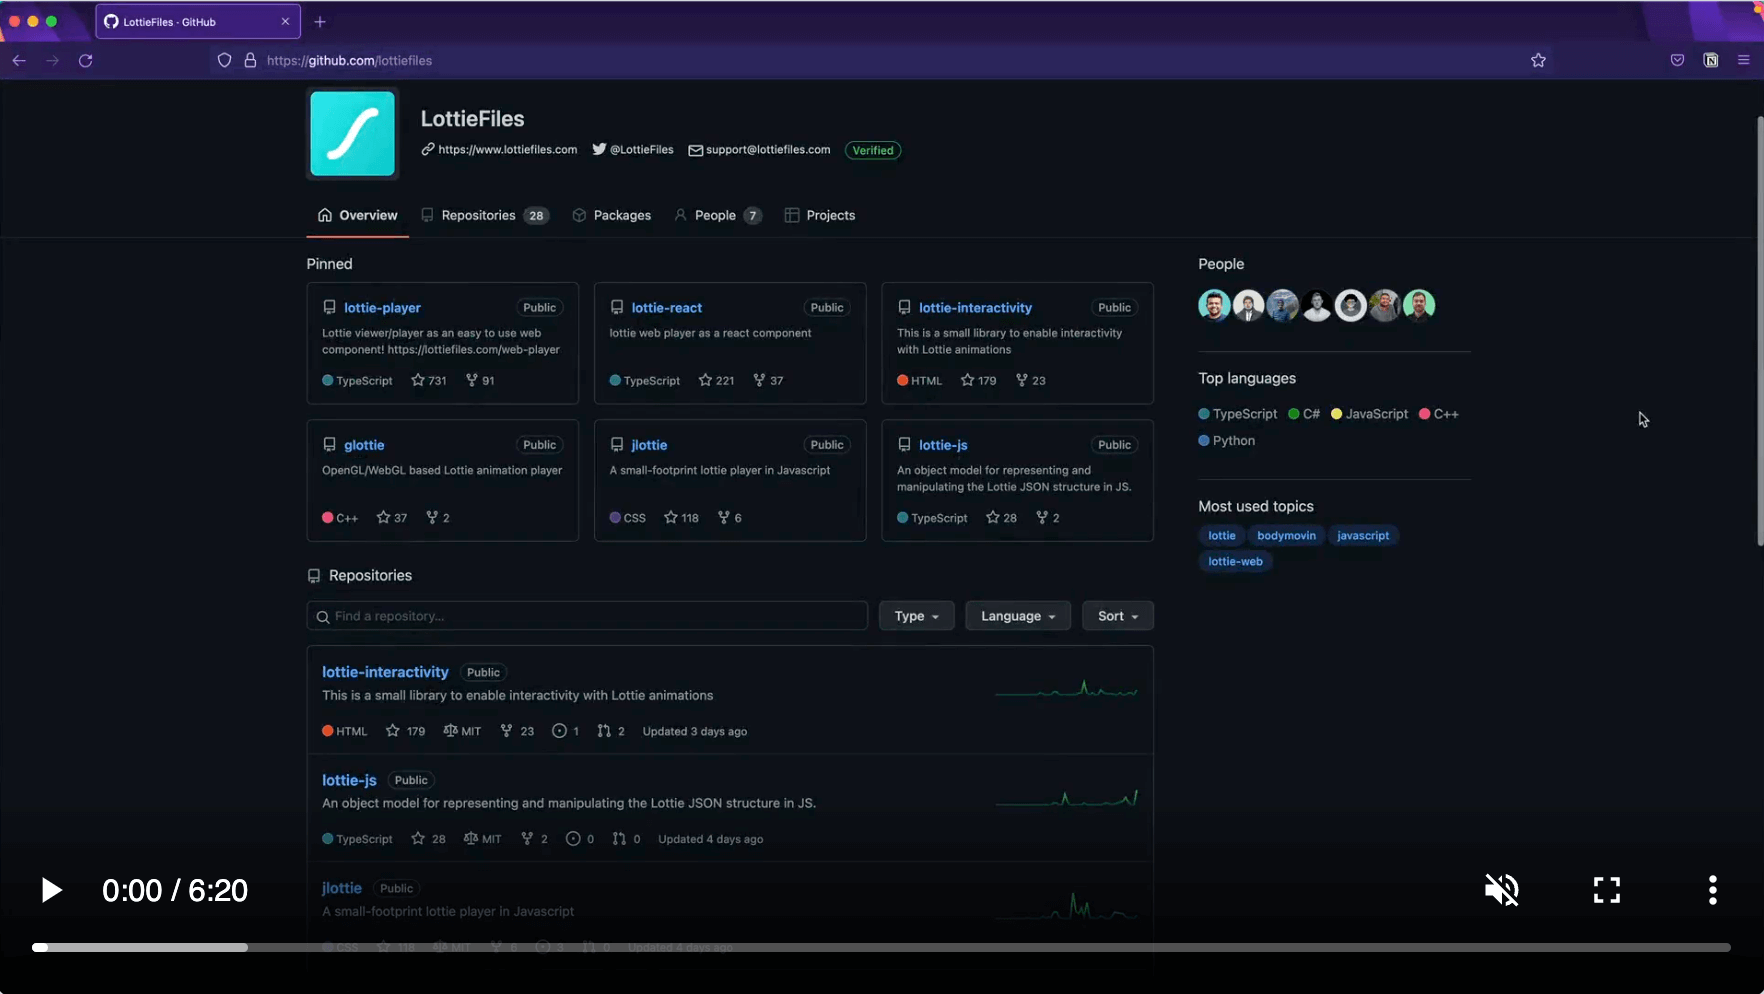 LottieFiles · GitHub
https://github.com/lottiefiles
LottieFiles
https://www.lottiefiles.com @LottieFiles support@lottiefiles.com Verified
Overview Repositories 28 Packages People 7 Projects
Pinned
lottie-player Public
Lottie viewer/player as an easy to use web
component! https://lottiefiles.com/web-player
TypeScript 731 91
lottie-react Public
lottie web player as a react component
TypeScript 221 37
lottie-interactivity Public
This is a small library to enable interactivity
with Lottie animations
HTML 179 23
glottie Public
OpenGL/WebGL based Lottie animation player
C++ 37 2
jlottie Public
A small-footprint lottie player in Javascript
CSS 118 6
lottie-js Public
An object model for representing and
manipulating the Lottie JSON structure in JS.
TypeScript 28 2
People
Top languages
TypeScript C# JavaScript C++
Python
Most used topics
lottie bodymovin javascript
lottie-web
Repositories
Find a repository...
Type Language Sort
lottie-interactivity Public
This is a small library to enable interactivity with Lottie animations
HTML 179 MIT 23 1 2 Updated 3 days ago
lottie-js Public
An object model for representing and manipulating the Lottie JSON structure in JS.
TypeScript 28 MIT 2 0 0 Updated 4 days ago
jlottie Public
A small-footprint lottie player in Javascript
CSS 118 MIT 6 3 0 Updated 4 days ago
0:00 / 6:20